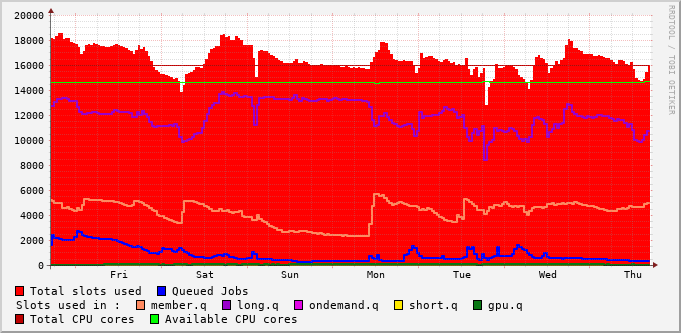 20000
18000
16000
14000
12000
10000
8000
6000
4000
2000
0
Fri Sat Sun Mon Tue Wed Thu
RRDTOOL / TOBI OETIKER
Total slots used Queued Jobs
Slots used in : member.q long.q ondemand.q short.q gpu.q
Total CPU cores Available CPU cores